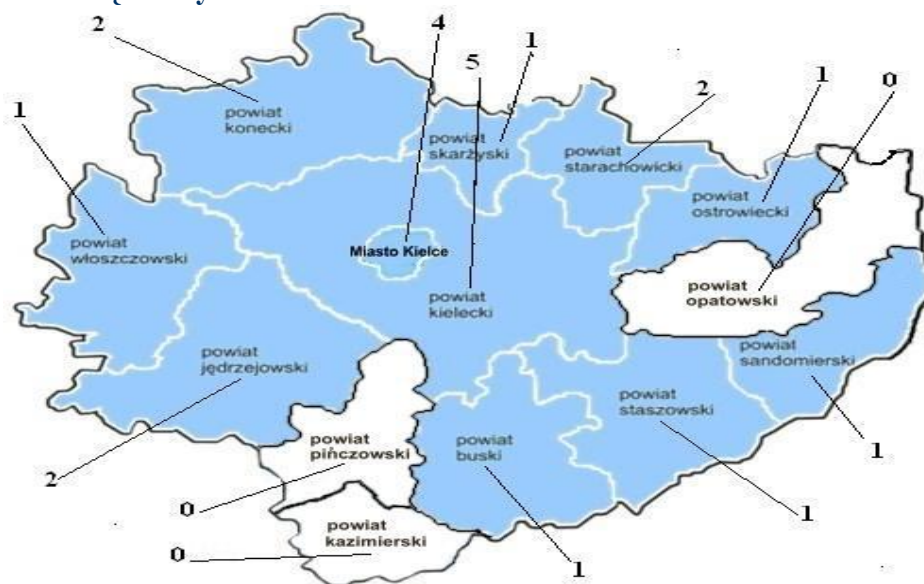 2
4
1
5
1
2
0
1
powiat
konecki
powiat
skarżyski
powiat
starachowicki
powiat
ostrowiecki
powiat
włoszczowski
Miasto Kielce
powiat
kielecki
powiat
opatowski
powiat
jędrzejowski
powiat
sandomierski
powiat
staszowski
powiat
pińczowski
powiat
buski
1
2
0
1
powiat
kazimierski
0
1